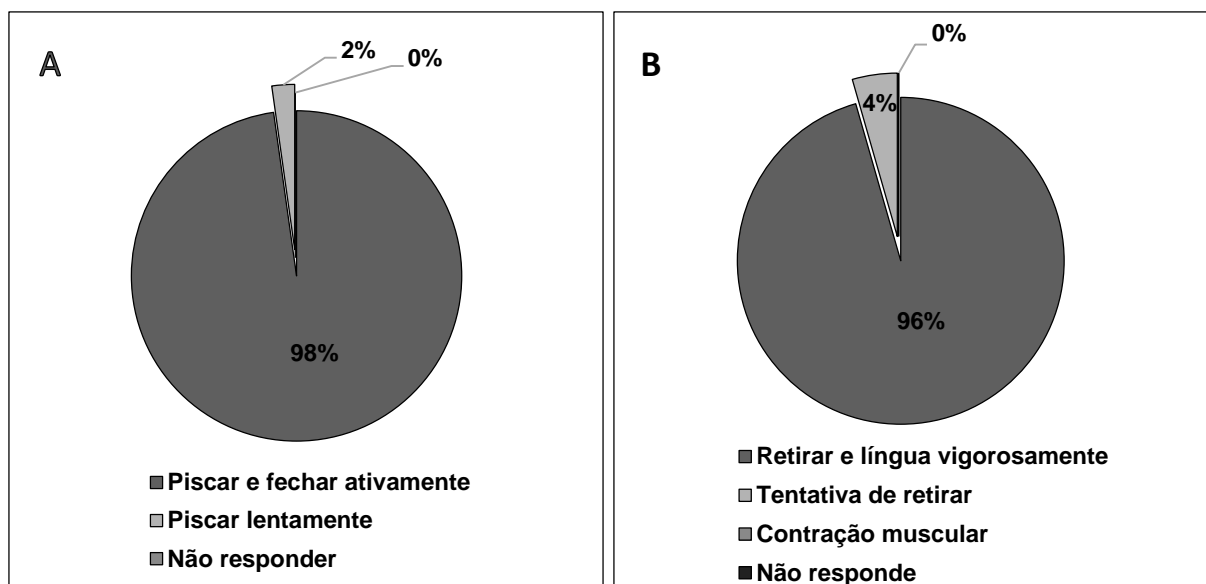 A
2%
0%
98%
Piscar e fechar ativamente
Piscar lentamente
Não responder
B
0%
4%
96%
Retirar e língua vigorosamente
Tentativa de retirar
Contração muscular
Não responde